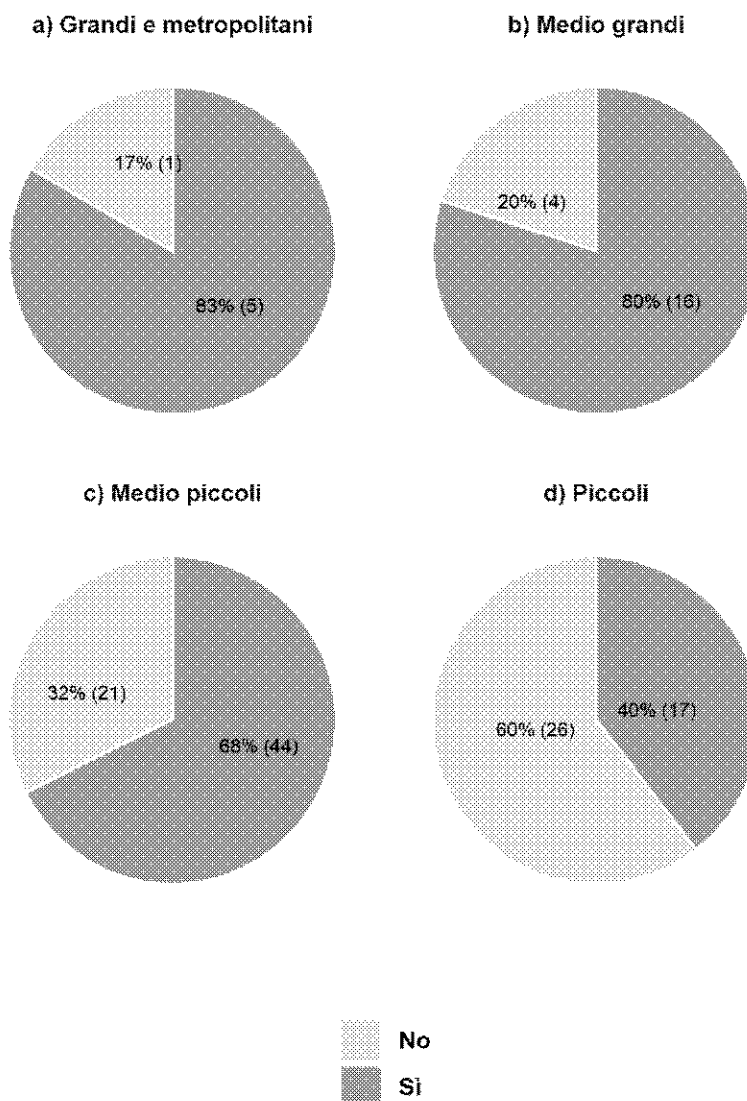 a) Grandi e metropolitani
b) Medio grandi
17% (1)
83% (5)
20% (4)
80% (16)
c) Medio piccoli
d) Piccoli
32% (21)
68% (44)
60% (26)
40% (17)
No
Sì